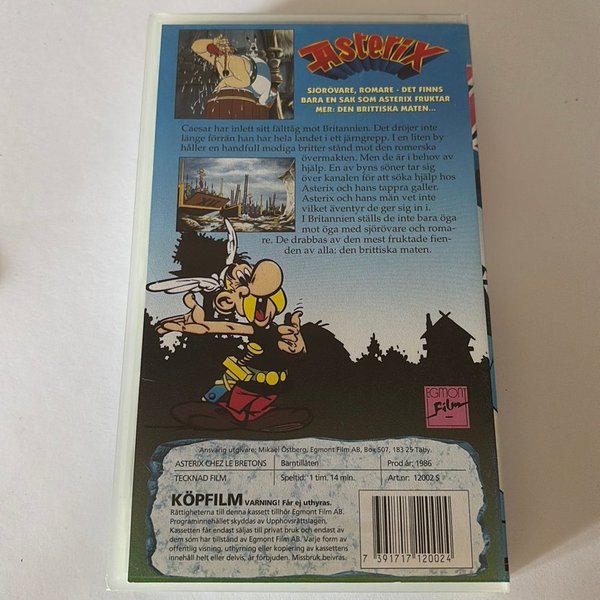 Asterix
SJÖRÖVARE, ROMARE - DET FINNS
BARA EN SAK SOM ASTERIX FRUKTAR
MER: DEN BRITTISKA MATEN...
Caesar har inlett sitt fälttåg mot Britannien. Det dröjer inte
länge förrän han har hela landet i ett järngrepp. I en liten by
håller en handfull modiga britter stånd mot den romerska
övermakten. Men de är i behov av
hjälp. En av byns söner tar sig
över kanalen för att söka hjälp hos
Asterix och hans tappra galler.
Asterix och hans män vet inte
vilket äventyr de ger sig in i.
I Britannien ställs de inte bara öga
mot öga med sjörövare och roma-
re. De drabbas av den mest fruktade fien-
den av alla: den brittiska maten.
EGMONT
Film
Ansvarig utgivare: Mikael Östberg, Egmont Film AB, Box 507, 183 25 Täby.
ASTERIX CHEZ LE BRETONS Barntillåten Prod.år: 1986
TECKNAD FILM Speltid: 1 tim. 14 min. Art.nr: 12002 S
KÖPFILM VARNING! Får ej uthyras.
Rättigheterna till denna kassett tillhör Egmont Film AB.
Programinnehållet skyddas av Upphovsrättslagen.
Kassetten får endast säljas till privat bruk och endast av
dem som har tillstånd av Egmont Film AB. Varje form av
offentlig visning, uthyrning eller kopiering av kassettens
innehåll helt eller delvis, är förbjuden. Missbruk beivras.
7 391717 120024